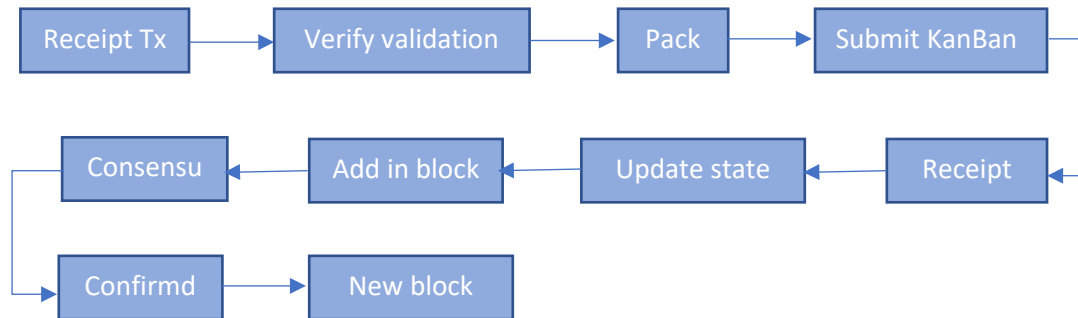 Receipt Tx
Verify validation
Pack
Submit KanBan
Receipt
Update state
Add in block
Consensu
Confirmd
New block